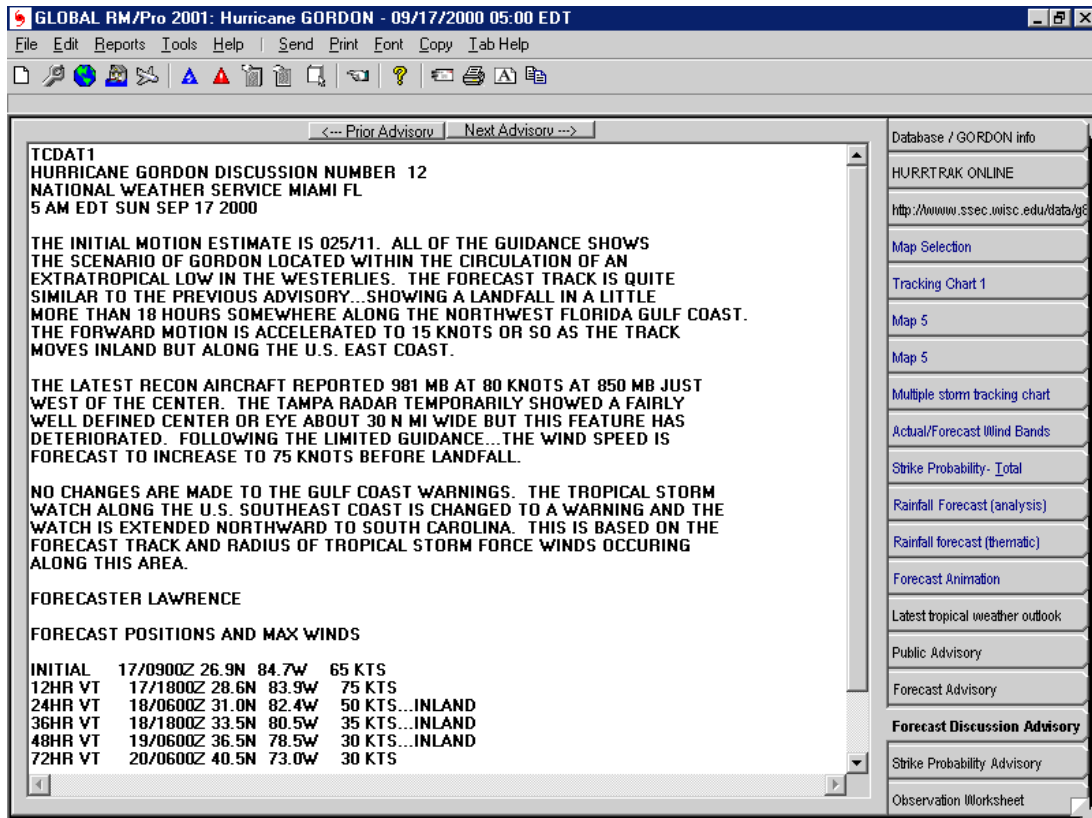 GLOBAL RM/Pro 2001: Hurricane GORDON - 09/17/2000 05:00 EDT
File Edit Reports Tools Help | Send Print Font Copy Tab Help
<--- Prior Advisory Next Advisory --->
TCDAT1
HURRICANE GORDON DISCUSSION NUMBER 12
NATIONAL WEATHER SERVICE MIAMI FL
5 AM EDT SUN SEP 17 2000
THE INITIAL MOTION ESTIMATE IS 025/11. ALL OF THE GUIDANCE SHOWS
THE SCENARIO OF GORDON LOCATED WITHIN THE CIRCULATION OF AN
EXTRATROPICAL LOW IN THE WESTERLIES. THE FORECAST TRACK IS QUITE
SIMILAR TO THE PREVIOUS ADVISORY...SHOWING A LANDFALL IN A LITTLE
MORE THAN 18 HOURS SOMEWHERE ALONG THE NORTHWEST FLORIDA GULF COAST.
THE FORWARD MOTION IS ACCELERATED TO 15 KNOTS OR SO AS THE TRACK
MOVES INLAND BUT ALONG THE U.S. EAST COAST.
THE LATEST RECON AIRCRAFT REPORTED 981 MB AT 80 KNOTS AT 850 MB JUST
WEST OF THE CENTER. THE TAMPA RADAR TEMPORARILY SHOWED A FAIRLY
WELL DEFINED CENTER OR EYE ABOUT 30 N MI WIDE BUT THIS FEATURE HAS
DETERIORATED. FOLLOWING THE LIMITED GUIDANCE...THE WIND SPEED IS
FORECAST TO INCREASE TO 75 KNOTS BEFORE LANDFALL.
NO CHANGES ARE MADE TO THE GULF COAST WARNINGS. THE TROPICAL STORM
WATCH ALONG THE U.S. SOUTHEAST COAST IS CHANGED TO A WARNING AND THE
WATCH IS EXTENDED NORTHWARD TO SOUTH CAROLINA. THIS IS BASED ON THE
FORECAST TRACK AND RADIUS OF TROPICAL STORM FORCE WINDS OCCURING
ALONG THIS AREA.
FORECASTER LAWRENCE
FORECAST POSITIONS AND MAX WINDS
INITIAL 17/0900Z 26.9N 84.7W 65 KTS
12HR VT 17/1800Z 28.6N 83.9W 75 KTS
24HR VT 18/0600Z 31.0N 82.4W 50 KTS...INLAND
36HR VT 18/1800Z 33.5N 80.5W 35 KTS...INLAND
48HR VT 19/0600Z 36.5N 78.5W 30 KTS...INLAND
72HR VT 20/0600Z 40.5N 73.0W 30 KTS
Database / GORDON info
HURRTRAK ONLINE
http://www.ssec.wisc.edu/data/g8
Map Selection
Tracking Chart 1
Map 5
Map 5
Multiple storm tracking chart
Actual/Forecast Wind Bands
Strike Probability- Total
Rainfall Forecast (analysis)
Rainfall forecast (thematic)
Forecast Animation
Latest tropical weather outlook
Public Advisory
Forecast Advisory
Forecast Discussion Advisory
Strike Probability Advisory
Observation Worksheet